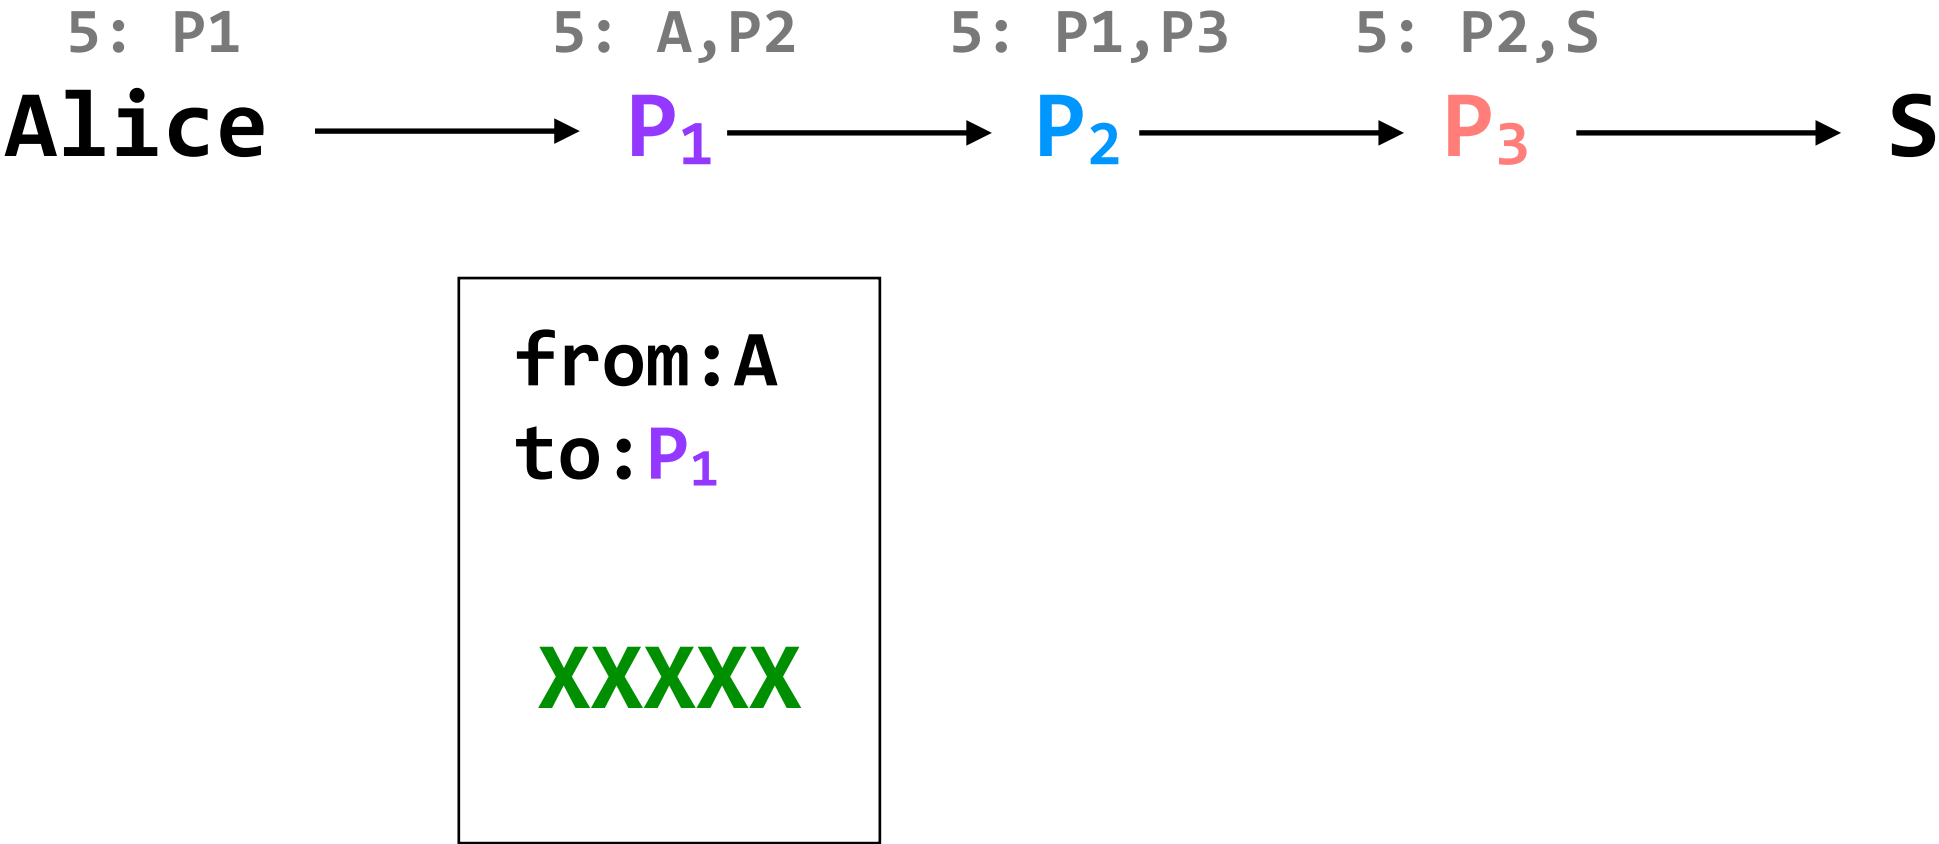 5: P1 5: A,P2 5: P1,P3 5: P2,S
Alice P₁ P₂ P₃ S
from:A
to:P₁
XXXXX